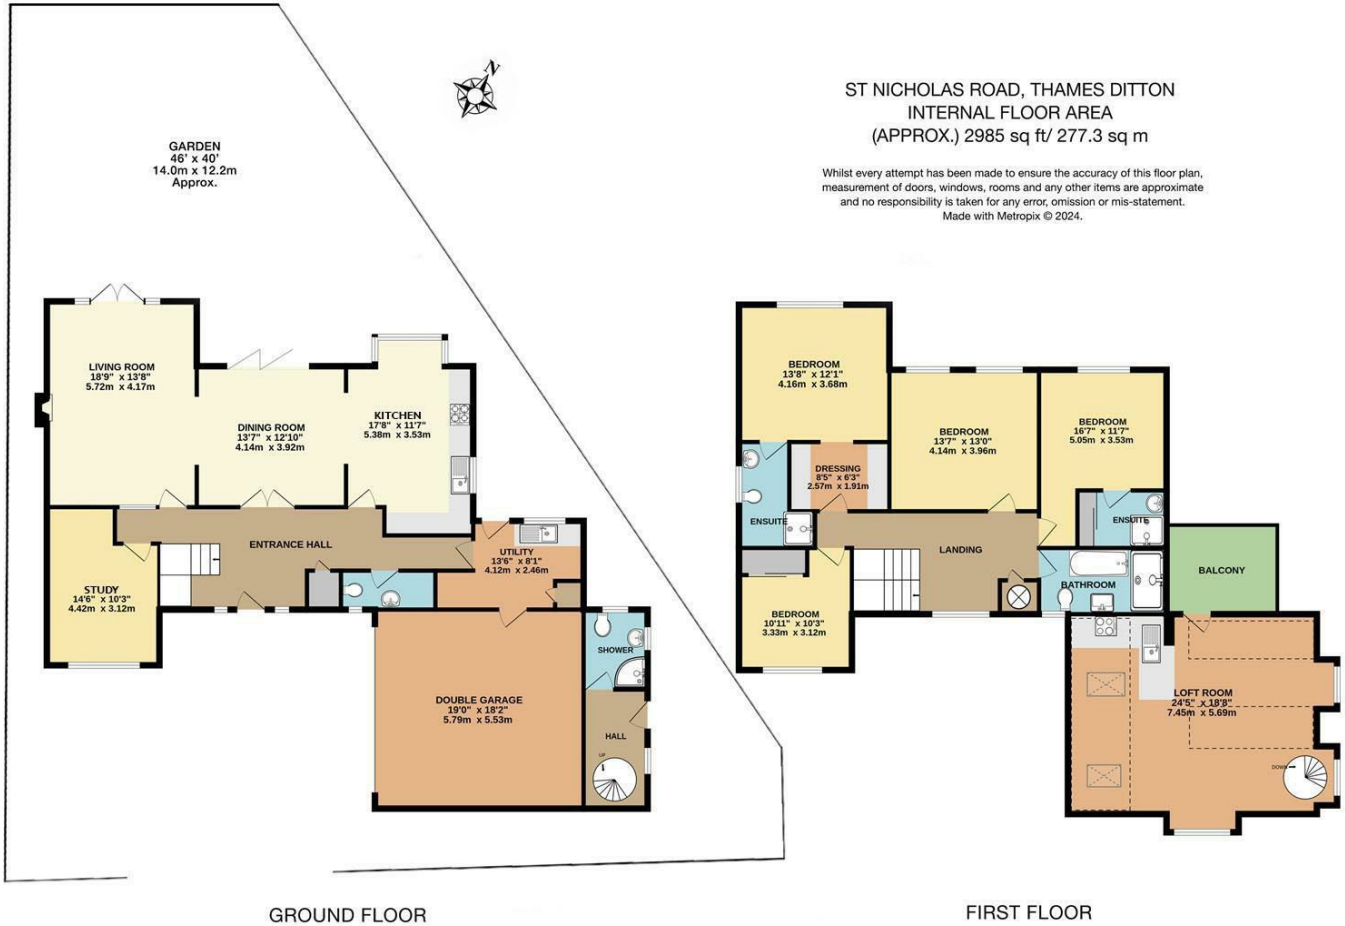 N
ST NICHOLAS ROAD, THAMES DITTON
INTERNAL FLOOR AREA
(APPROX.) 2985 sq ft/ 277.3 sq m
Whilst every attempt has been made to ensure the accuracy of this floor plan,
measurement of doors, windows, rooms and any other items are approximate
and no responsibility is taken for any error, omission or mis-statement.
Made with Metropix © 2024.
GARDEN
46' x 40'
14.0m x 12.2m
Approx.
LIVING ROOM
18'9" x 13'8"
5.72m x 4.17m
DINING ROOM
13'7" x 12'10"
4.14m x 3.92m
KITCHEN
17'8" x 11'7"
5.38m x 3.53m
ENTRANCE HALL
UTILITY
13'6" x 8'1"
4.12m x 2.46m
STUDY
14'6" x 10'3"
4.42m x 3.12m
SHOWER
DOUBLE GARAGE
19'0" x 18'2"
5.79m x 5.53m
HALL
UP
GROUND FLOOR
BEDROOM
13'8" x 12'1"
4.16m x 3.68m
BEDROOM
13'7" x 13'0"
4.14m x 3.96m
BEDROOM
16'7" x 11'7"
5.05m x 3.53m
DRESSING
8'5" x 6'3"
2.57m x 1.91m
ENSUITE
ENSUITE
LANDING
BALCONY
BATHROOM
BEDROOM
10'11" x 10'3"
3.33m x 3.12m
LOFT ROOM
24'5" x 18'8"
7.45m x 5.69m
DOWN
FIRST FLOOR